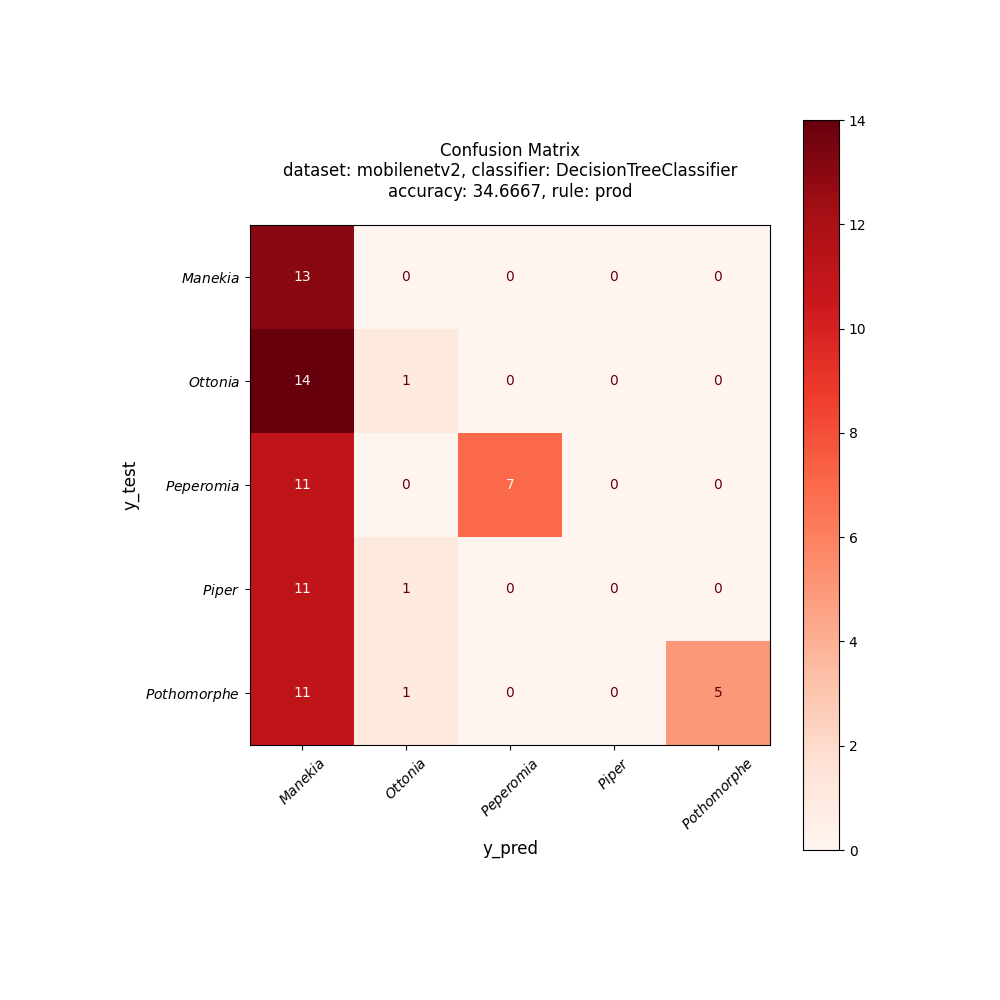 Confusion Matrix
dataset: mobilenetv2, classifier: DecisionTreeClassifier
accuracy: 34.6667, rule: prod
Manekia 13 0 0 0 0
Ottonia 14 1 0 0 0
Peperomia 11 0 7 0 0
Piper 11 1 0 0 0
Pothomorphe 11 1 0 0 5
y_test
Manekia Ottonia Peperomia Piper Pothomorphe
y_pred
14
12
10
8
6
4
2
0